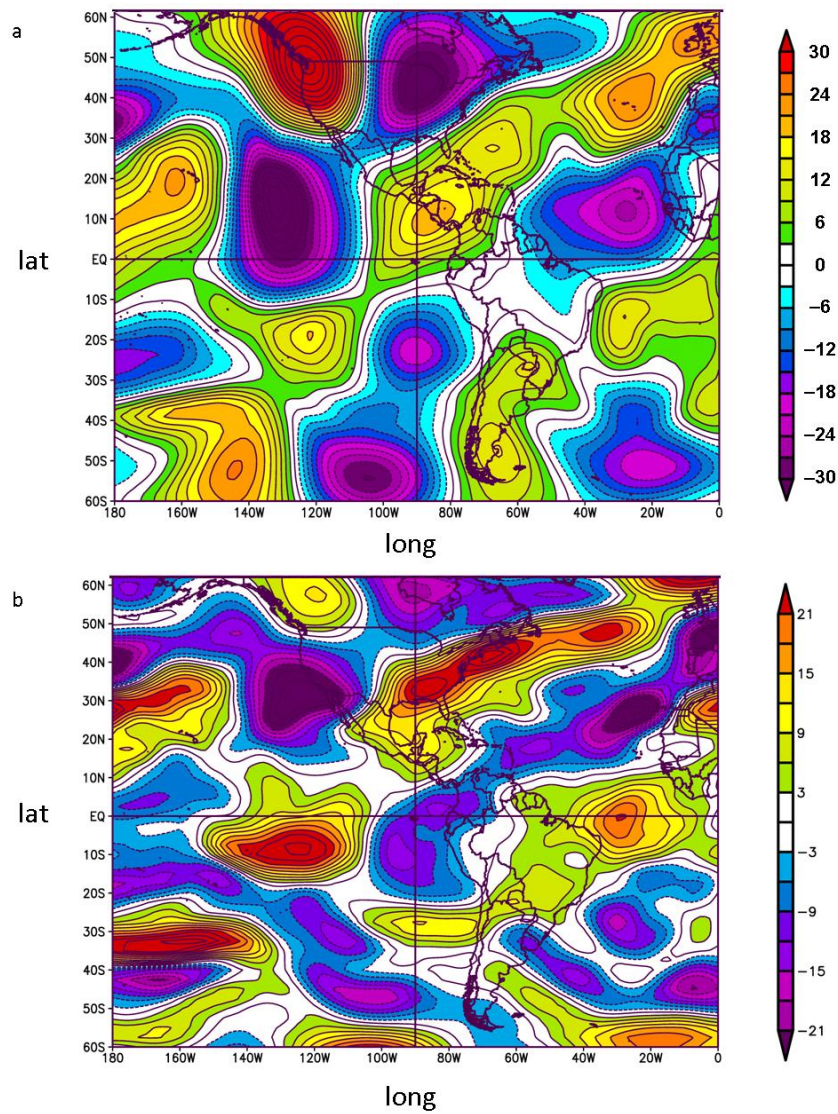 a
60N
50N
40N
30N
20N
10N
EQ
10S
20S
30S
40S
50S
60S
lat
180 160W 140W 120W 100W 80W 60W 40W 20W 0
long
30
24
18
12
6
0
–6
–12
–18
–24
–30
b
60N
50N
40N
30N
20N
10N
EQ
10S
20S
30S
40S
50S
60S
lat
180 160W 140W 120W 100W 80W 60W 40W 20W 0
long
21
15
9
3
–3
–9
–15
–21